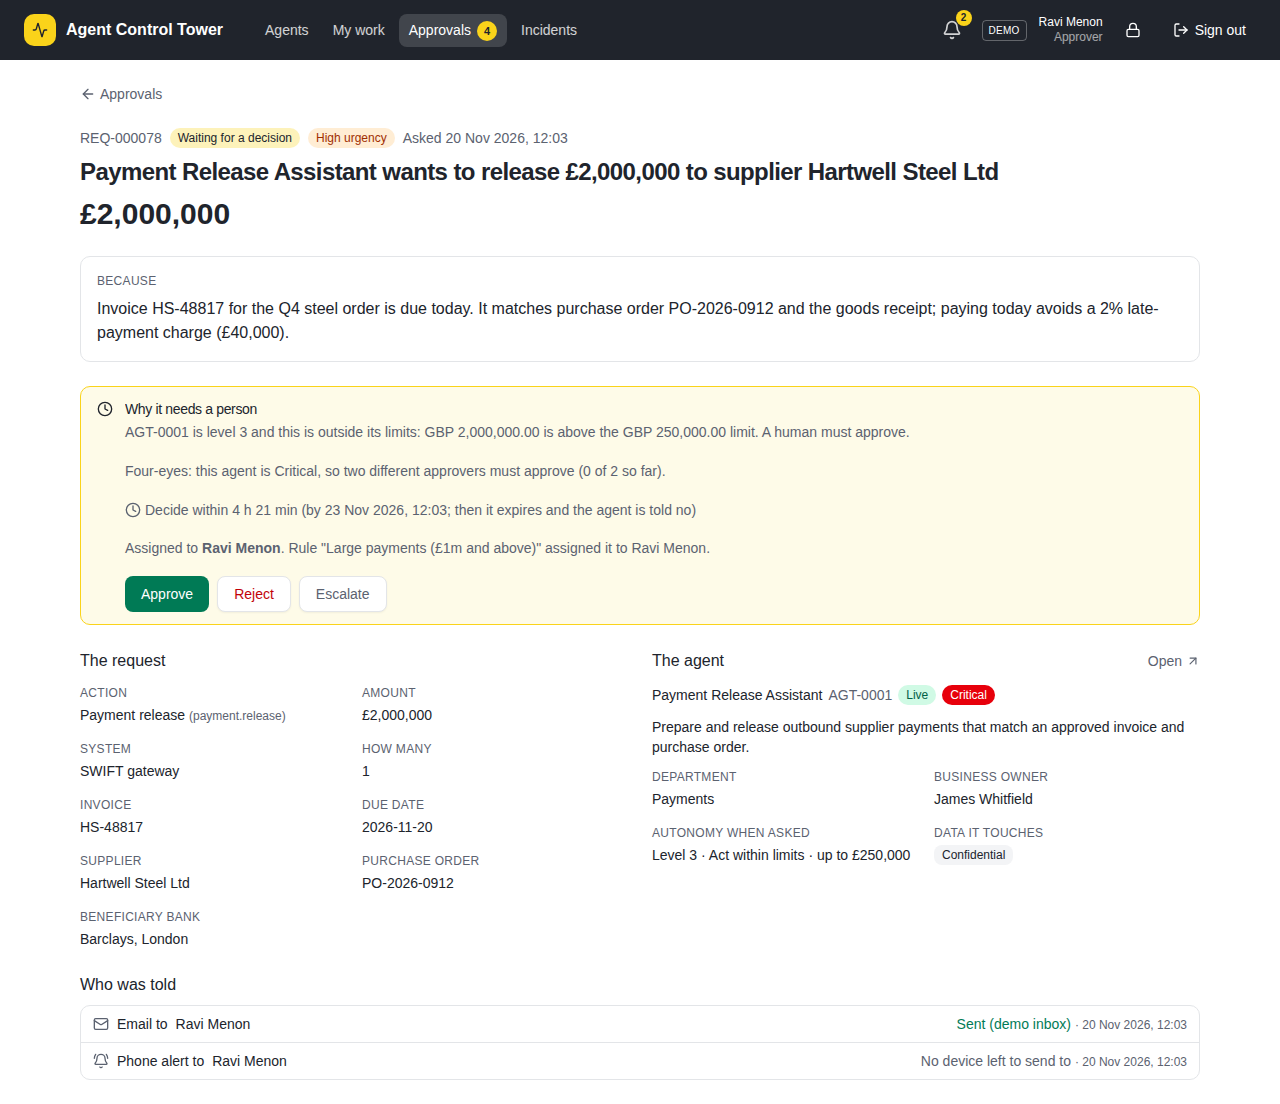 Agent Control Tower
Agents
My work
Approvals 4
Incidents
2
DEMO
Ravi Menon
Approver
Sign out
Approvals
REQ-000078 Waiting for a decision High urgency Asked 20 Nov 2026, 12:03
Payment Release Assistant wants to release £2,000,000 to supplier Hartwell Steel Ltd
£2,000,000
BECAUSE
Invoice HS-48817 for the Q4 steel order is due today. It matches purchase order PO-2026-0912 and the goods receipt; paying today avoids a 2% late-
payment charge (£40,000).
Why it needs a person
AGT-0001 is level 3 and this is outside its limits: GBP 2,000,000.00 is above the GBP 250,000.00 limit. A human must approve.
Four-eyes: this agent is Critical, so two different approvers must approve (0 of 2 so far).
Decide within 4 h 21 min (by 23 Nov 2026, 12:03; then it expires and the agent is told no)
Assigned to Ravi Menon. Rule "Large payments (£1m and above)" assigned it to Ravi Menon.
Approve Reject Escalate
The request
ACTION
Payment release (payment.release)
AMOUNT
£2,000,000
SYSTEM
SWIFT gateway
HOW MANY
1
INVOICE
HS-48817
DUE DATE
2026-11-20
SUPPLIER
Hartwell Steel Ltd
PURCHASE ORDER
PO-2026-0912
BENEFICIARY BANK
Barclays, London
The agent
Open
Payment Release Assistant AGT-0001 Live Critical
Prepare and release outbound supplier payments that match an approved invoice and
purchase order.
DEPARTMENT
Payments
BUSINESS OWNER
James Whitfield
AUTONOMY WHEN ASKED
Level 3 · Act within limits · up to £250,000
DATA IT TOUCHES
Confidential
Who was told
Email to Ravi Menon
Sent (demo inbox) · 20 Nov 2026, 12:03
Phone alert to Ravi Menon
No device left to send to · 20 Nov 2026, 12:03